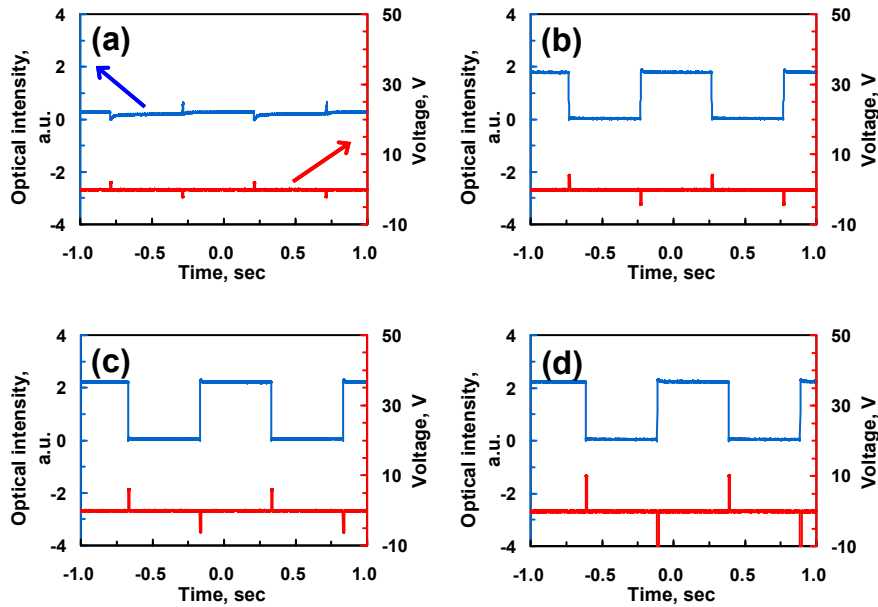 (a)
4
2
0
-2
-4
50
30
10
-10
Optical intensity,
a.u.
Voltage, V
-1.0 -0.5 0.0 0.5 1.0
Time, sec
(b)
4
2
0
-2
-4
50
30
10
-10
Optical intensity,
a.u.
Voltage, V
-1.0 -0.5 0.0 0.5 1.0
Time, sec
(c)
4
2
0
-2
-4
50
30
10
-10
Optical intensity,
a.u.
Voltage, V
-1.0 -0.5 0.0 0.5 1.0
Time, sec
(d)
4
2
0
-2
-4
50
30
10
-10
Optical intensity,
a.u.
Voltage, V
-1.0 -0.5 0.0 0.5 1.0
Time, sec